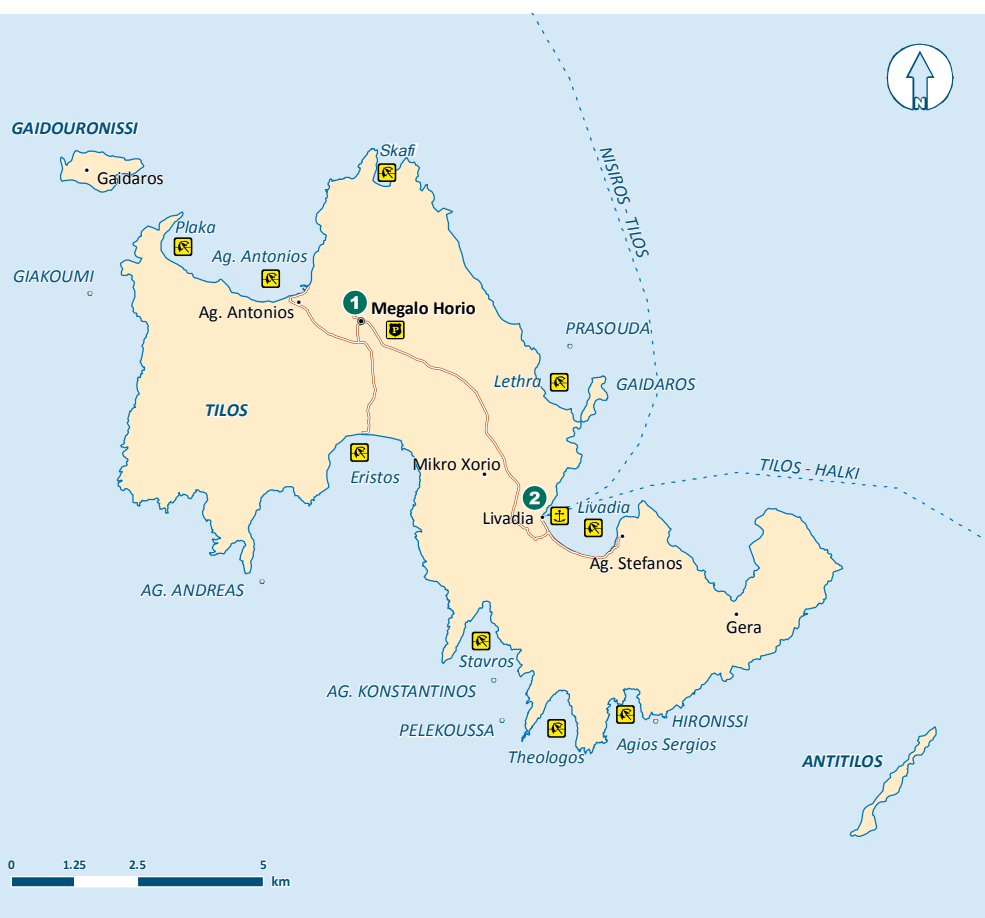 N
GAIDOURONISSI
Gaidaros
Skafi
NISIROS - TILOS
Plaka
Ag. Antonios
GIAKOUMI
Ag. Antonios
1
Megalo Horio
P
PRASOUDA
Lethra
GAIDAROS
TILOS
Mikro Xorio
TILOS - HALKI
Eristos
2
Livadia
Livadia
Ag. Stefanos
AG. ANDREAS
Gera
Stavros
AG. KONSTANTINOS
PELEKOUSSA
HIRONISSI
Theologos
Agios Sergios
ANTITILOS
0 1.25 2.5 5
km